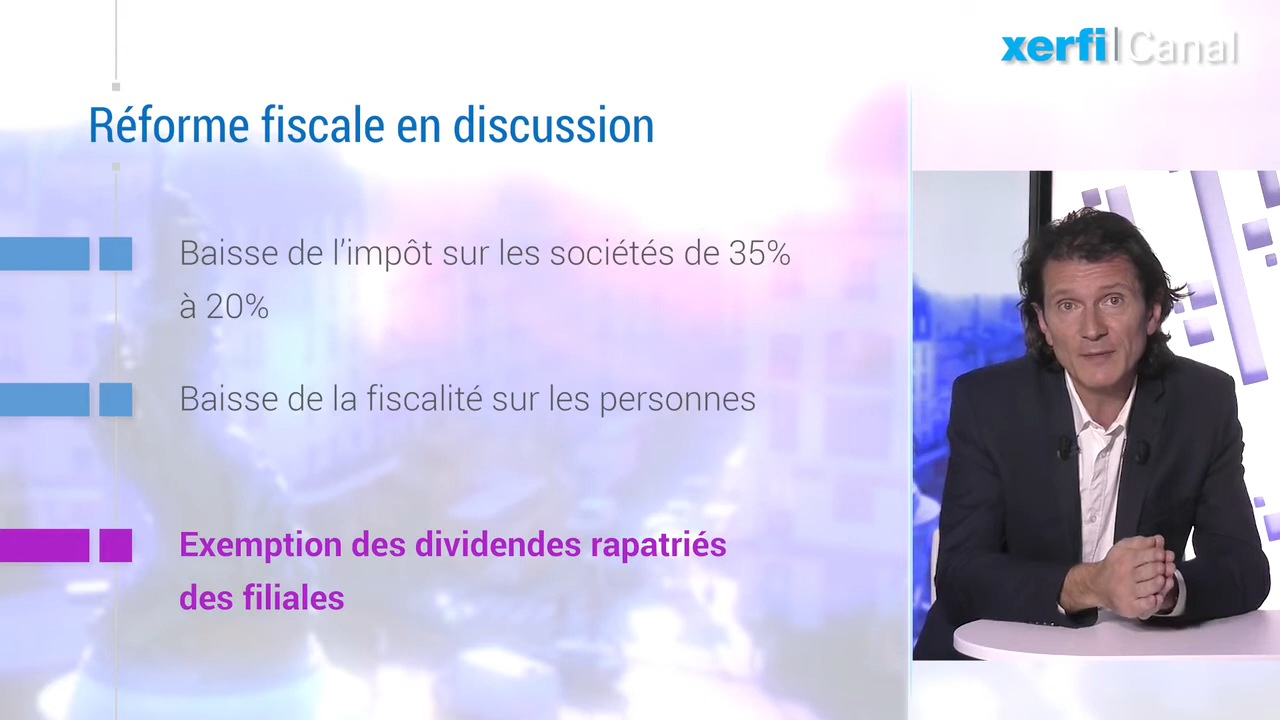 xerfi Canal
Réforme fiscale en discussion
Baisse de l'impôt sur les sociétés de 35%
à 20%
Baisse de la fiscalité sur les personnes
Exemption des dividendes rapatriés
des filiales